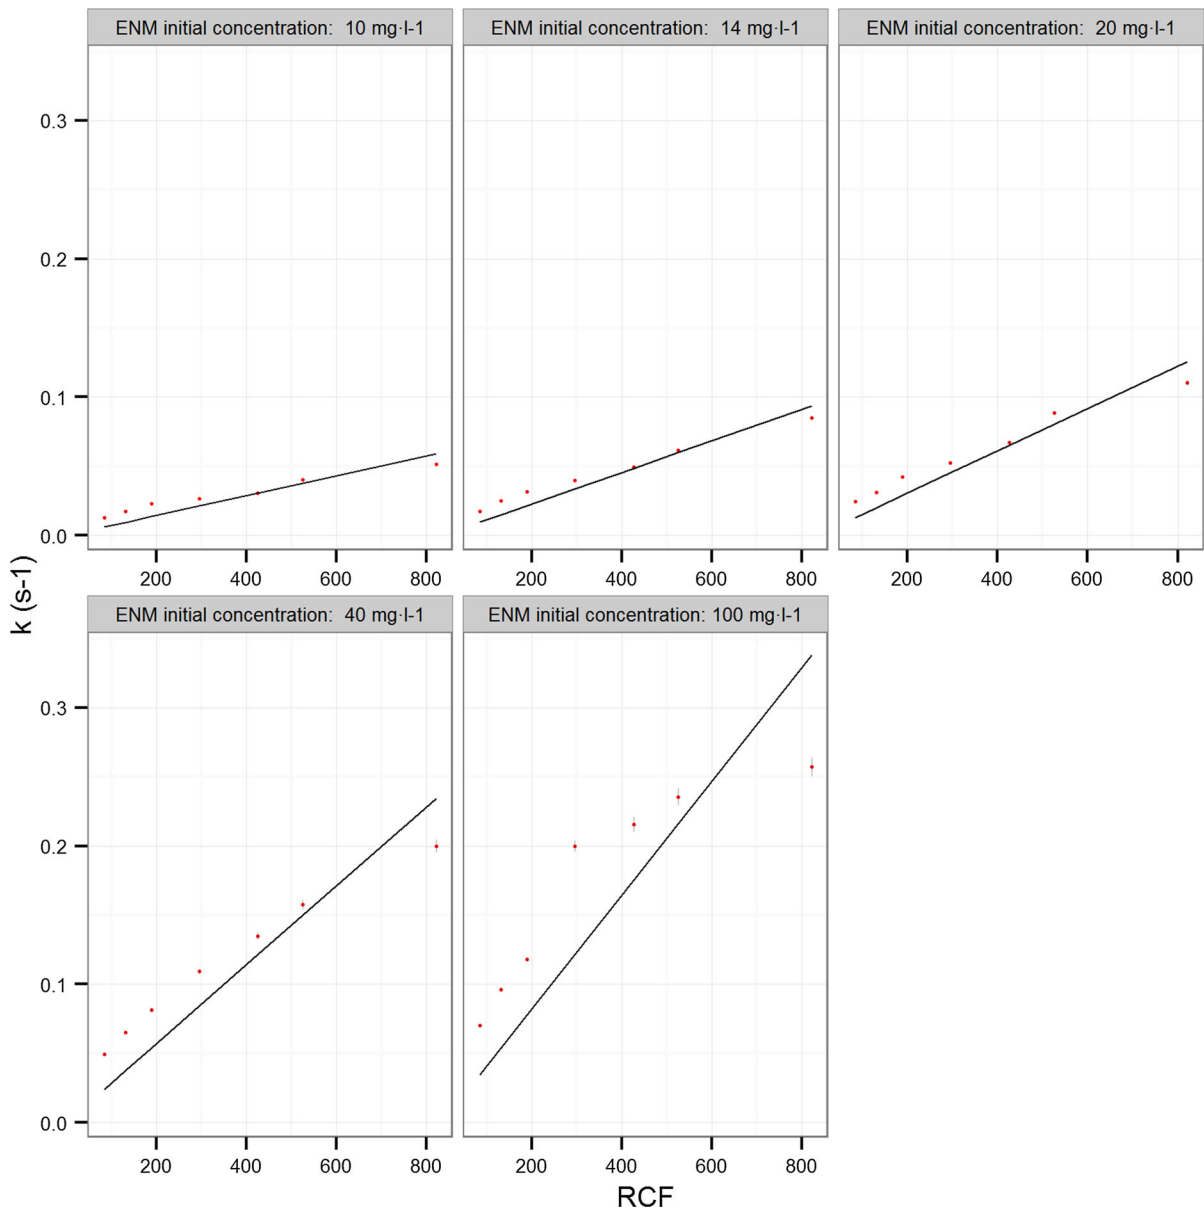 ENM initial concentration:  10 mg·l-1
ENM initial concentration:  14 mg·l-1
ENM initial concentration:  20 mg·l-1
0.3
0.2
0.1
0.0
200 400 600 800
200 400 600 800
200 400 600 800
k (s-1)
ENM initial concentration:  40 mg·l-1
ENM initial concentration: 100 mg·l-1
0.3
0.2
0.1
0.0
200 400 600 800
200 400 600 800
RCF